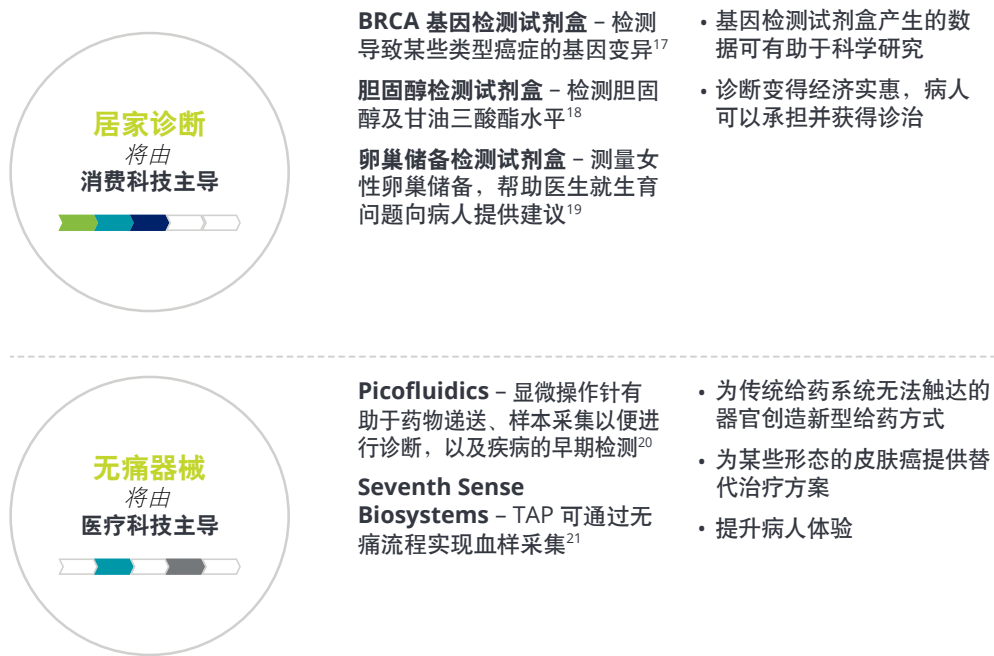 居家诊断
将由
消费科技主导
BRCA 基因检测试剂盒 – 检测
导致某些类型癌症的基因变异17
胆固醇检测试剂盒 – 检测胆固
醇及甘油三酸酯水平18
卵巢储备检测试剂盒 – 测量女
性卵巢储备，帮助医生就生育
问题向病人提供建议19
• 基因检测试剂盒产生的数
据可有助于科学研究
• 诊断变得经济实惠，病人
可以承担并获得诊治
无痛器械
将由
医疗科技主导
Picofluidics – 显微操作针有
助于药物递送、样本采集以便进
行诊断，以及疾病的早期检测20
Seventh Sense
Biosystems – TAP 可通过无
痛流程实现血样采集21
• 为传统给药系统无法触达的
器官创造新型给药方式
• 为某些形态的皮肤癌提供替
代治疗方案
• 提升病人体验